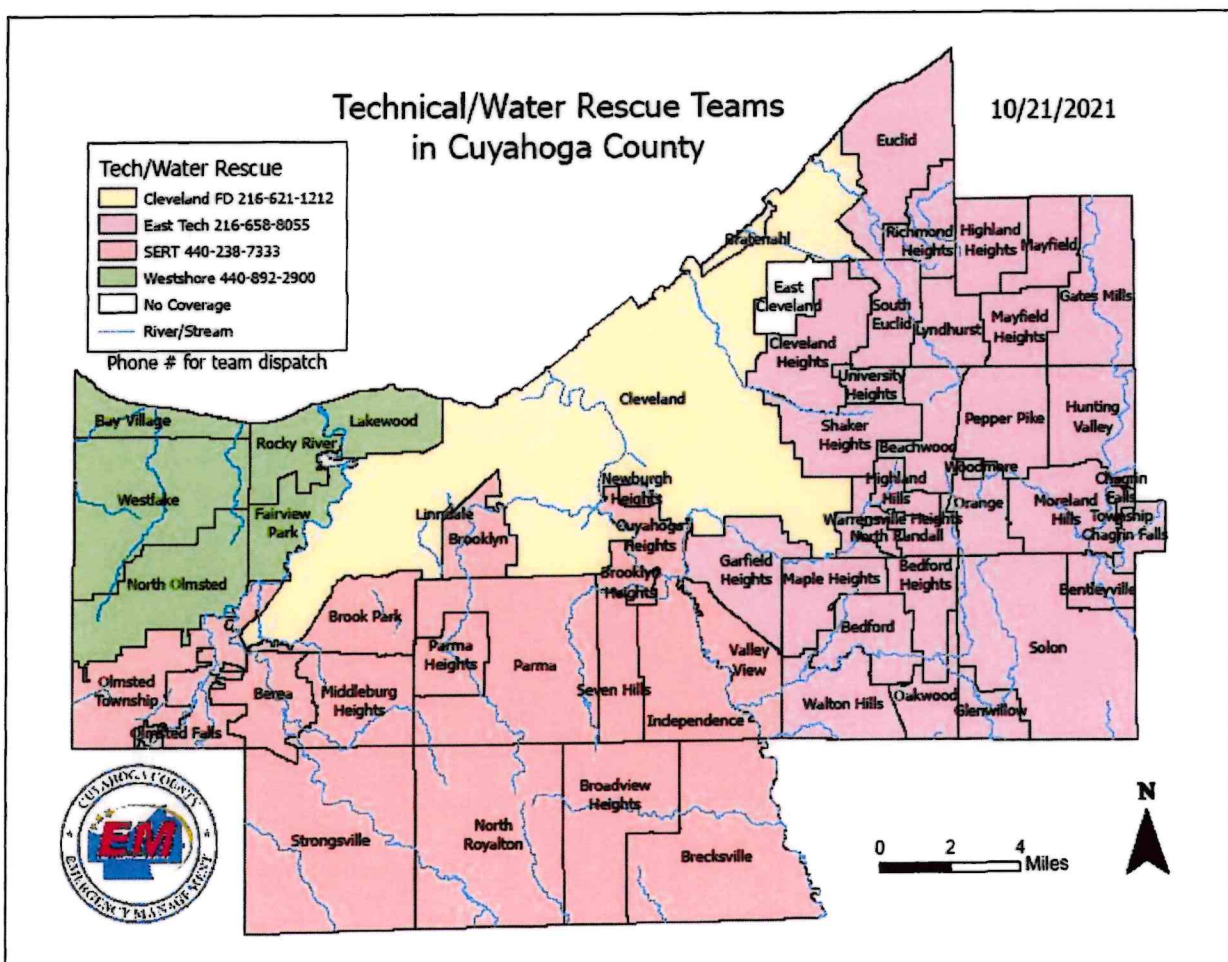 Technical/Water Rescue Teams
in Cuyahoga County
10/21/2021
Tech/Water Rescue
Cleveland FD 216-621-1212
East Tech 216-658-8055
SERT 440-238-7333
Westshore 440-892-2900
No Coverage
River/Stream
Phone # for team dispatch
Euclid
Bratenahl
Richmond
Heights
Highland
Heights
Mayfield
Gates Mills
East
Cleveland
South
Euclid
Lyndhurst
Mayfield
Heights
Cleveland
Heights
University
Heights
Cleveland
Bay Village
Lakewood
Rocky River
Shaker
Heights
Beachwood
Pepper Pike
Hunting
Valley
Westlake
Fairview
Park
Newburgh
Heights
Highland
Hills
Woodmere
Orange
Moreland
Hills
Chagrin
Falls
Township
Chagrin Falls
Linndale
Brooklyn
Cuyahoga
Heights
Warrensville Heights
North Randall
Garfield
Heights
Maple Heights
Bedford
Heights
Bentleyville
North Olmsted
Brooklyn
Heights
Brook Park
Parma
Heights
Parma
Seven Hills
Valley
View
Bedford
Solon
Olmsted
Township
Berea
Middleburg
Heights
Independence
Walton Hills
Oakwood
Glenwillow
Olmsted Falls
Strongsville
North
Royalton
Broadview
Heights
Brecksville
CUYAHOGA COUNTY
EM
EMERGENCY MANAGEMENT
N
0 2 4
Miles